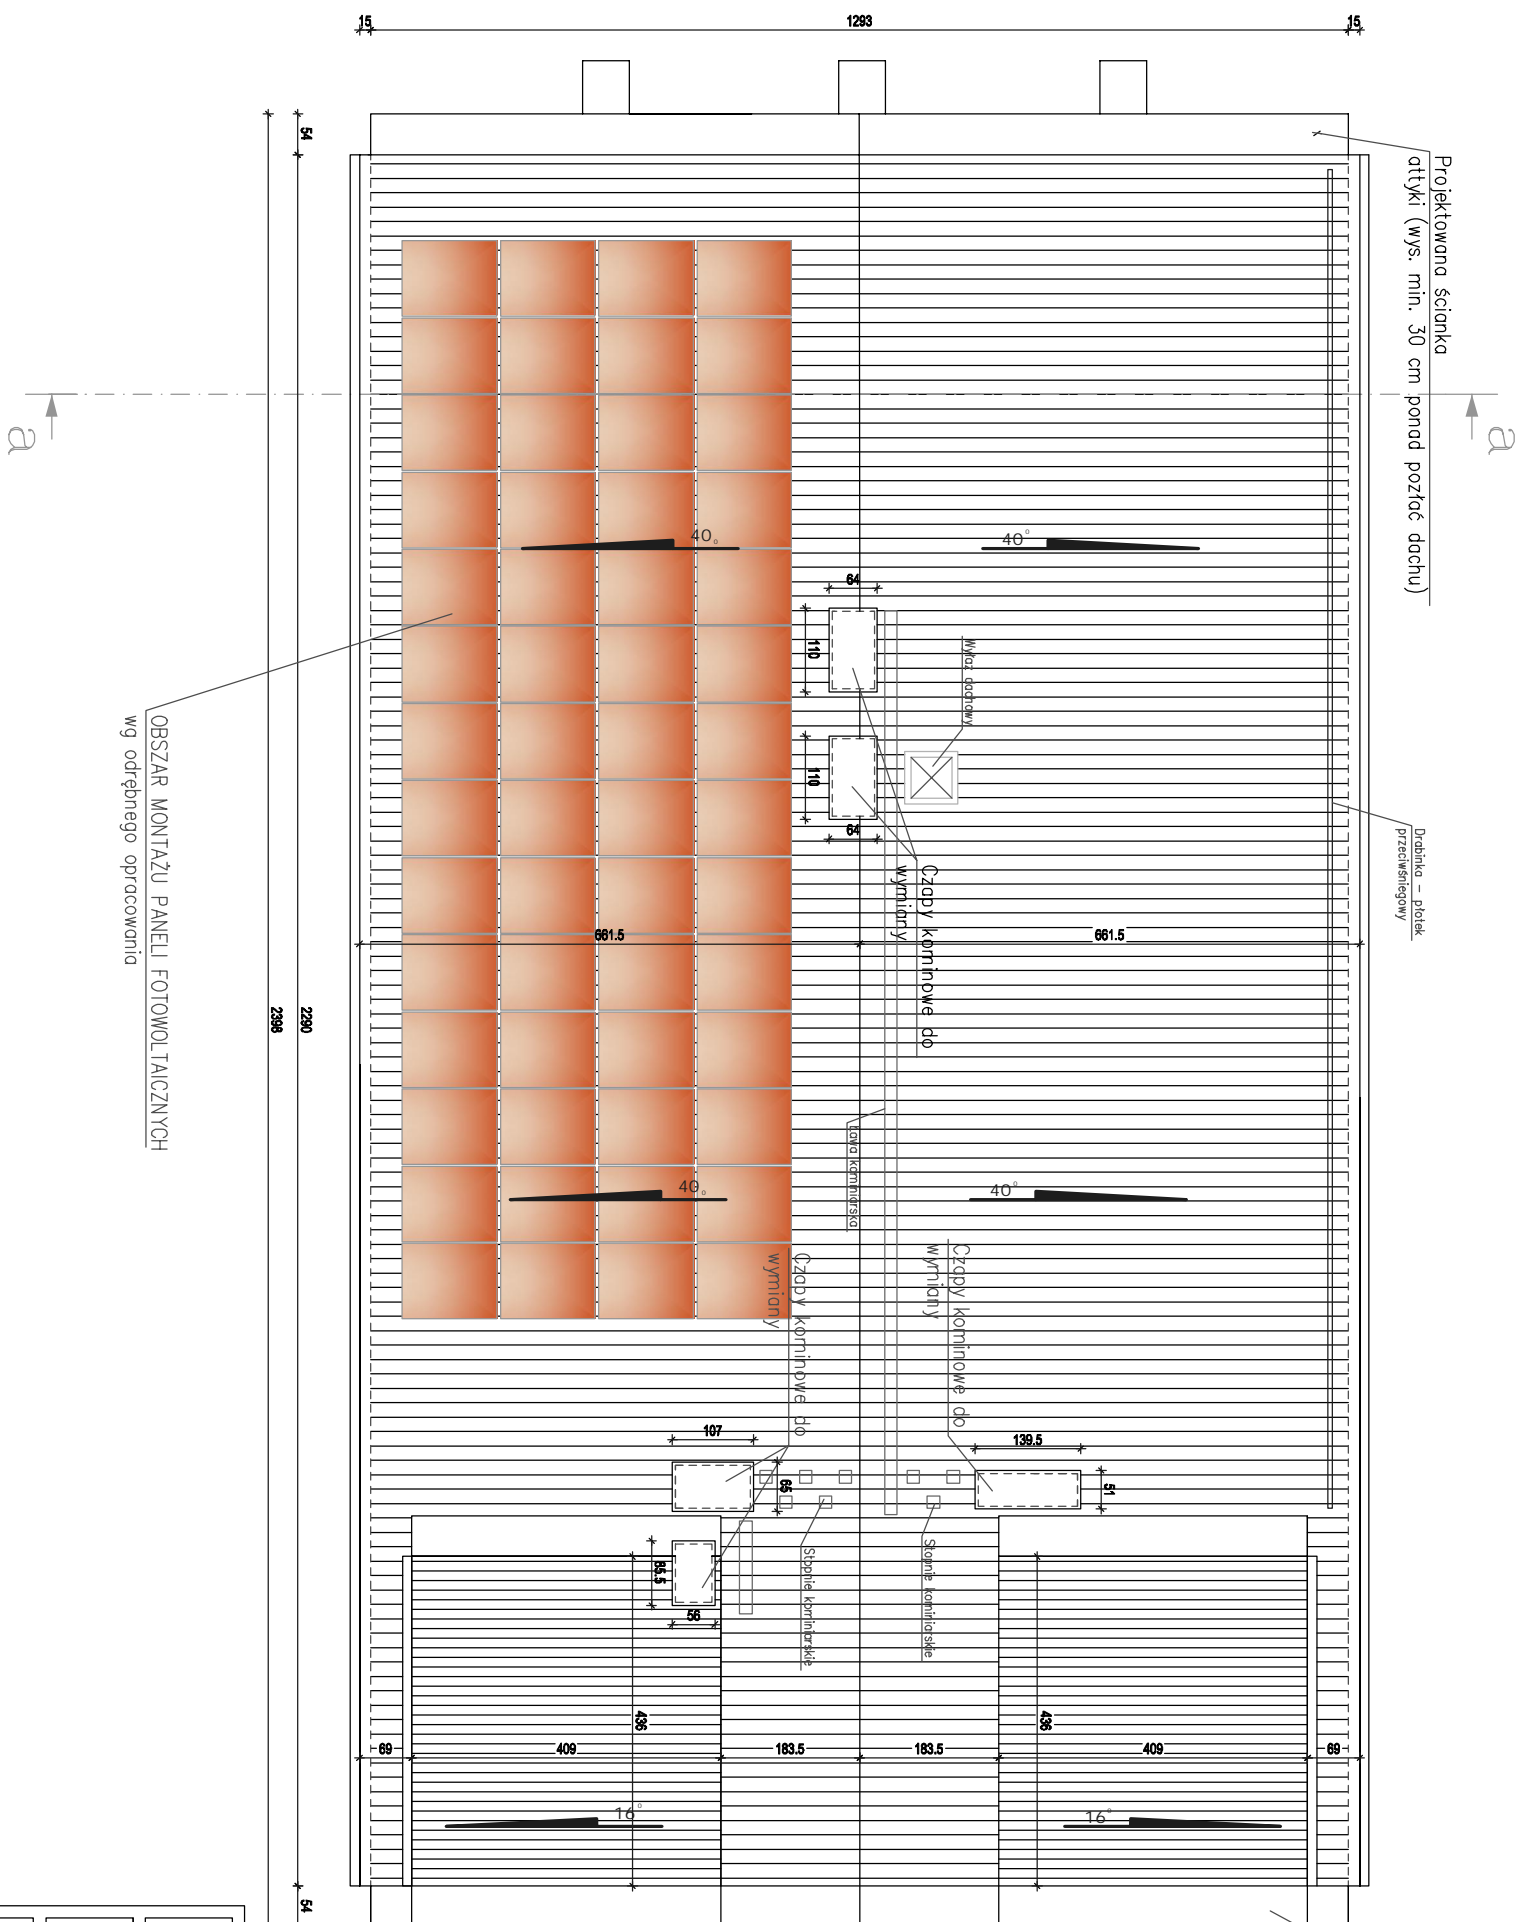 15
1293
15
54
Projektowana ścianka
attyki (wys. min. 30 cm ponad pozłać dachu)
a
a
40°
40°
64
110
Wyłaz dachowy
110
64
Czapy kominowe do
wymiany
Drabinka – płotek
przeciwśniegowy
OBSZAR MONTAŻU PANELI FOTOWOLTAICZNYCH
wg odrębnego opracowania
661.5
661.5
2290
2398
Ława kominiarska
40°
40°
Czapy kominowe do
wymiany
Czapy kominowe do
wymiany
107
139.5
65
51
Stopnie kominiarskie
Stopnie kominiarskie
85.5
56
436
436
69
409
183.5
183.5
409
69
16°
16°
54